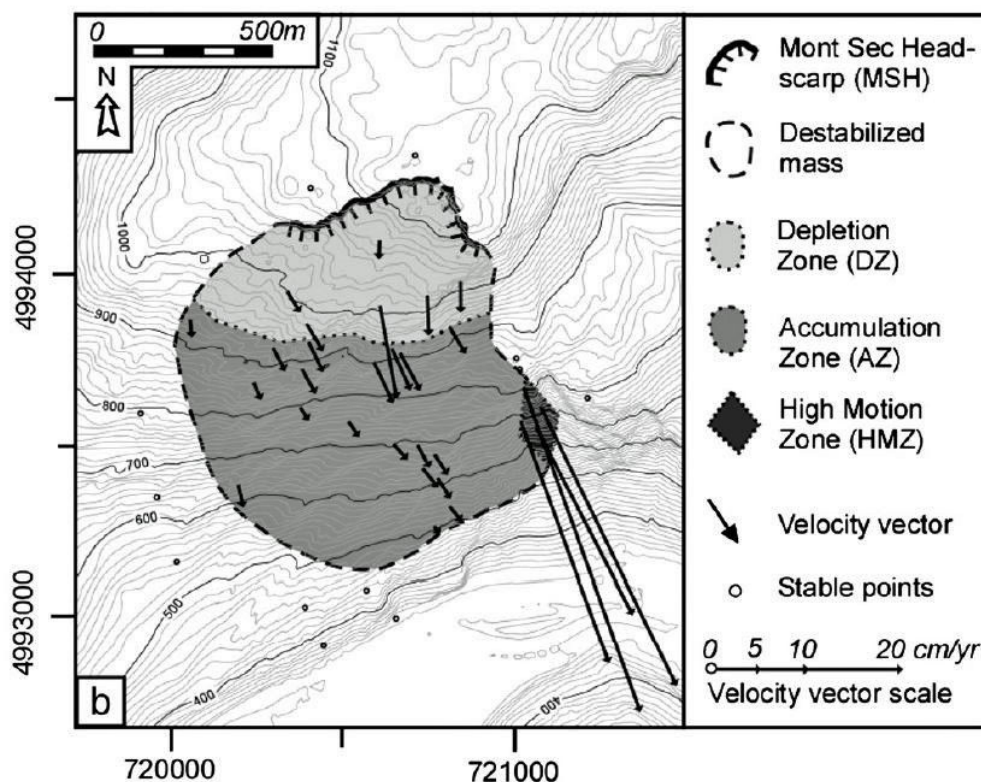 0 500m
N
1100
1000
900
800
700
600
500
400
400
4994000
4993000
b
720000 721000
Mont Sec Head-
scarp (MSH)
Destabilized
mass
Depletion
Zone (DZ)
Accumulation
Zone (AZ)
High Motion
Zone (HMZ)
Velocity vector
Stable points
0 5 10 20 cm/yr
Velocity vector scale